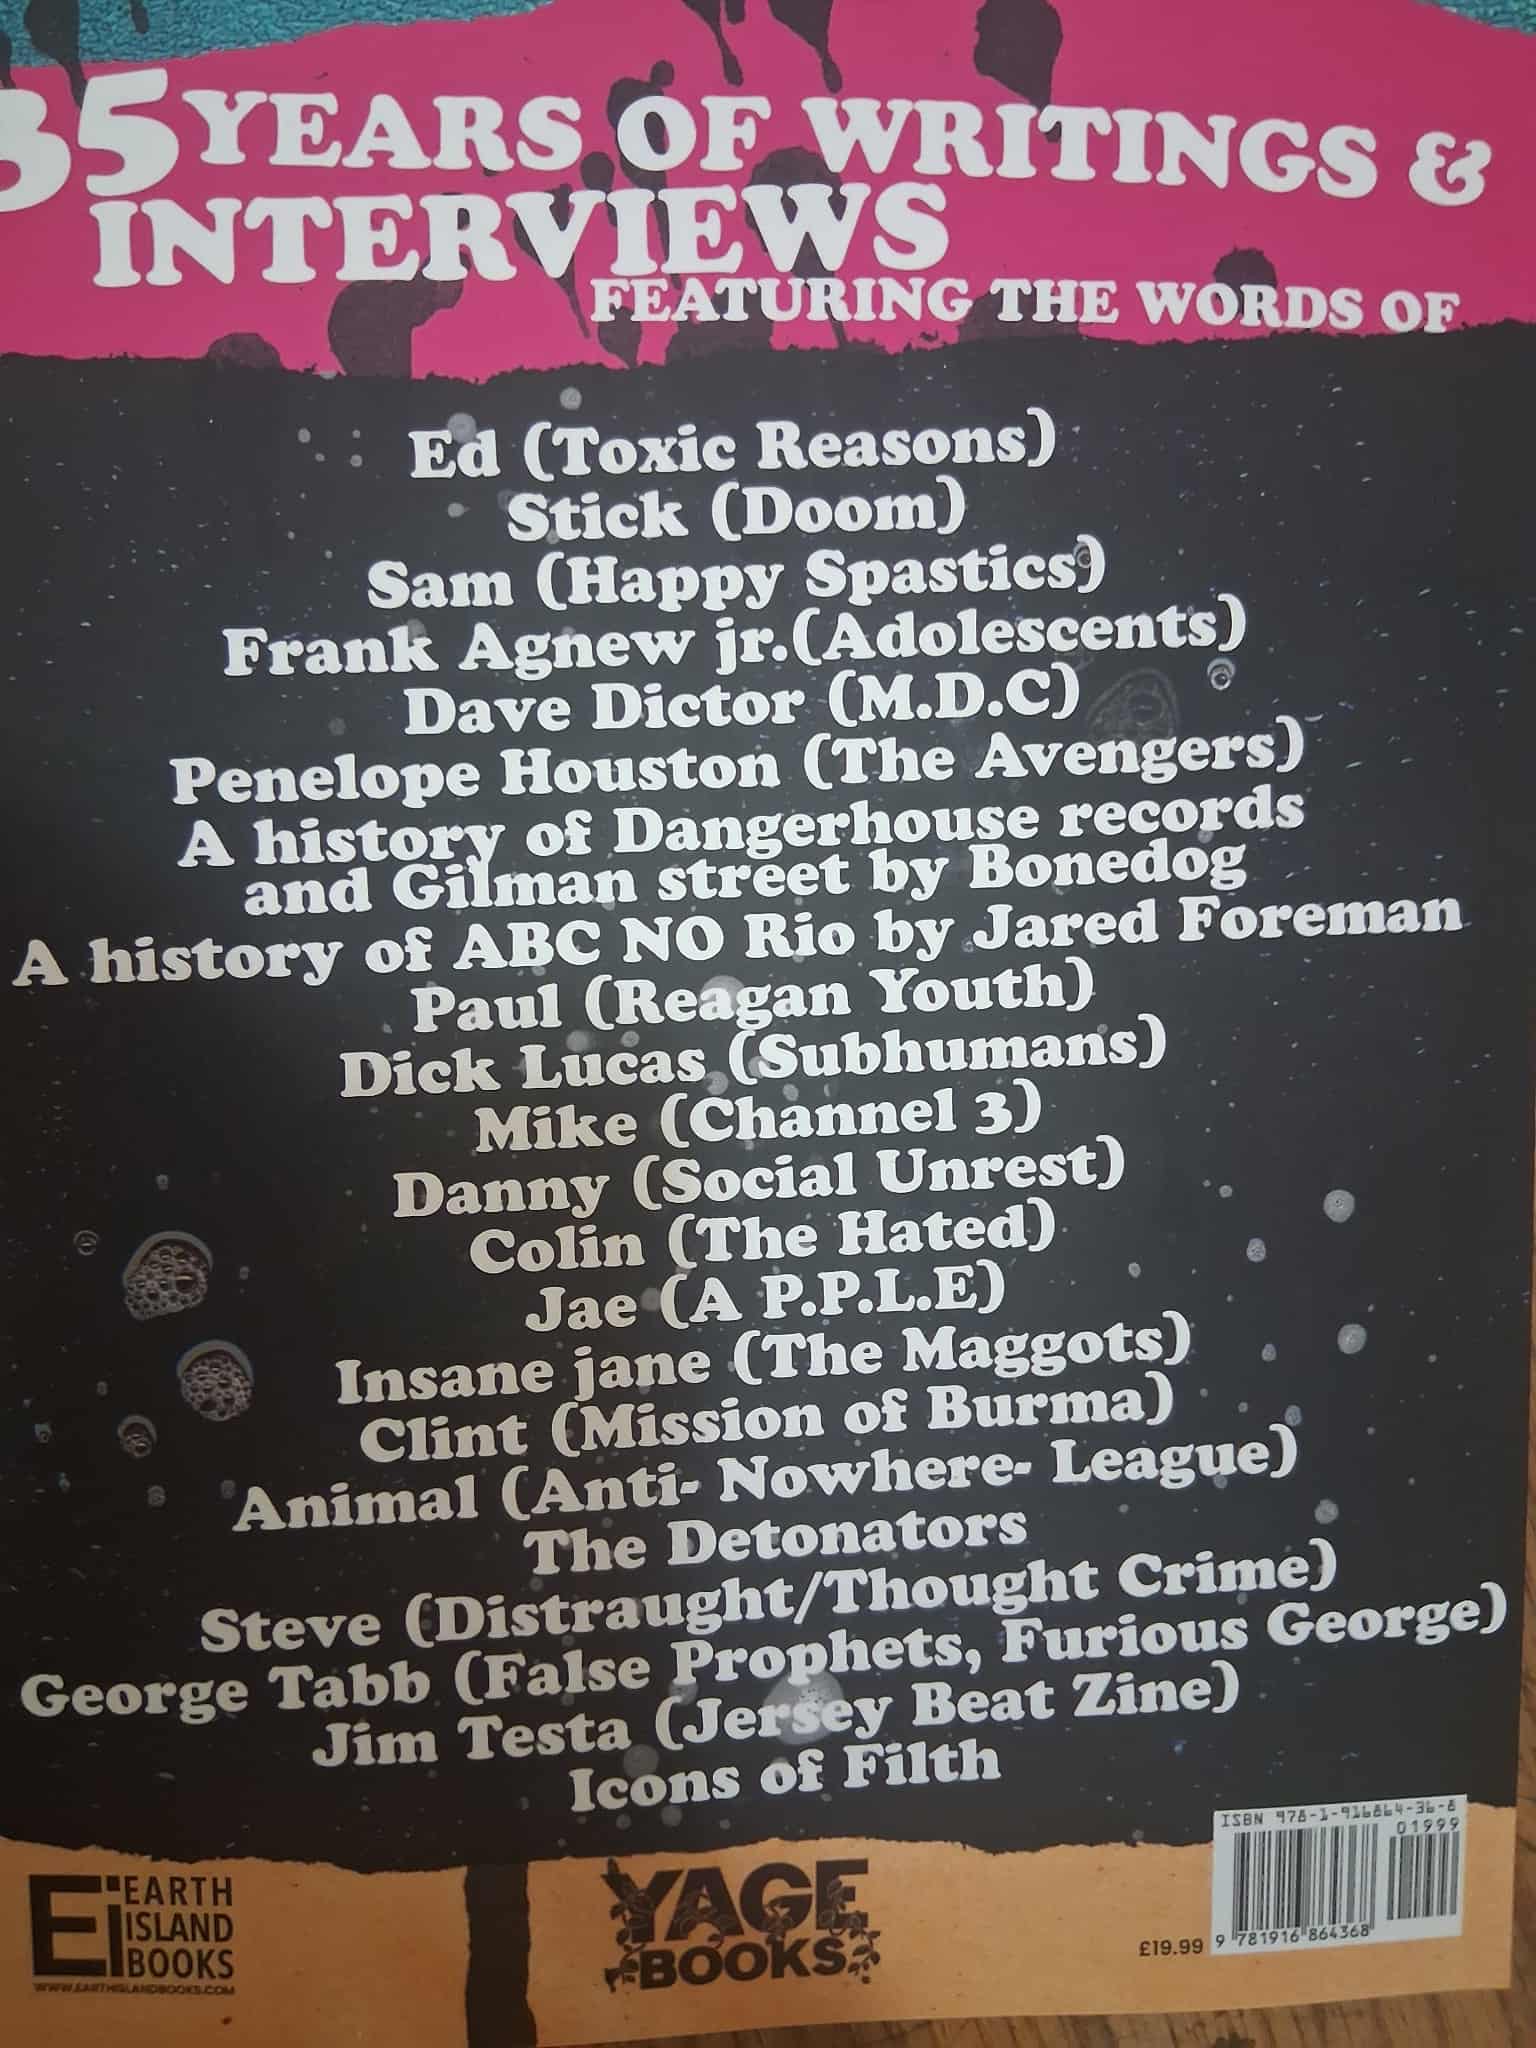 35 YEARS OF WRITINGS &
INTERVIEWS
FEATURING THE WORDS OF
Ed (Toxic Reasons)
Stick (Doom)
Sam (Happy Spastics)
Frank Agnew jr.(Adolescents)
Dave Dictor (M.D.C)
Penelope Houston (The Avengers)
A history of Dangerhouse records
and Gilman street by Bonedog
A history of ABC NO Rio by Jared Foreman
Paul (Reagan Youth)
Dick Lucas (Subhumans)
Mike (Channel 3)
Danny (Social Unrest)
Colin (The Hated)
Jae (A P.P.L.E)
Insane jane (The Maggots)
Clint (Mission of Burma)
Animal (Anti- Nowhere- League)
The Detonators
Steve (Distraught/Thought Crime)
George Tabb (False Prophets, Furious George)
Jim Testa (Jersey Beat Zine)
Icons of Filth
ISBN 978-1-916864-36-8
01999
9 781916 864368
£19.99
Ei EARTH
ISLAND
BOOKS
WWW.EARTHISLANDBOOKS.COM
YAGE
BOOKS